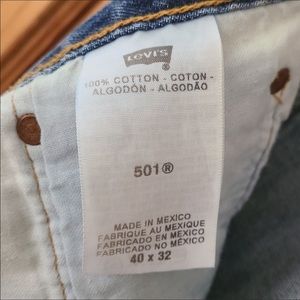 Levi's
100% COTTON - COTON -
ALGODÓN - ALGODÃO
501®
MADE IN MEXICO
FABRIQUE AU MEXIQUE
FABRICADO EN MEXICO
FABRICADO NO MÉXICO
40 x 32